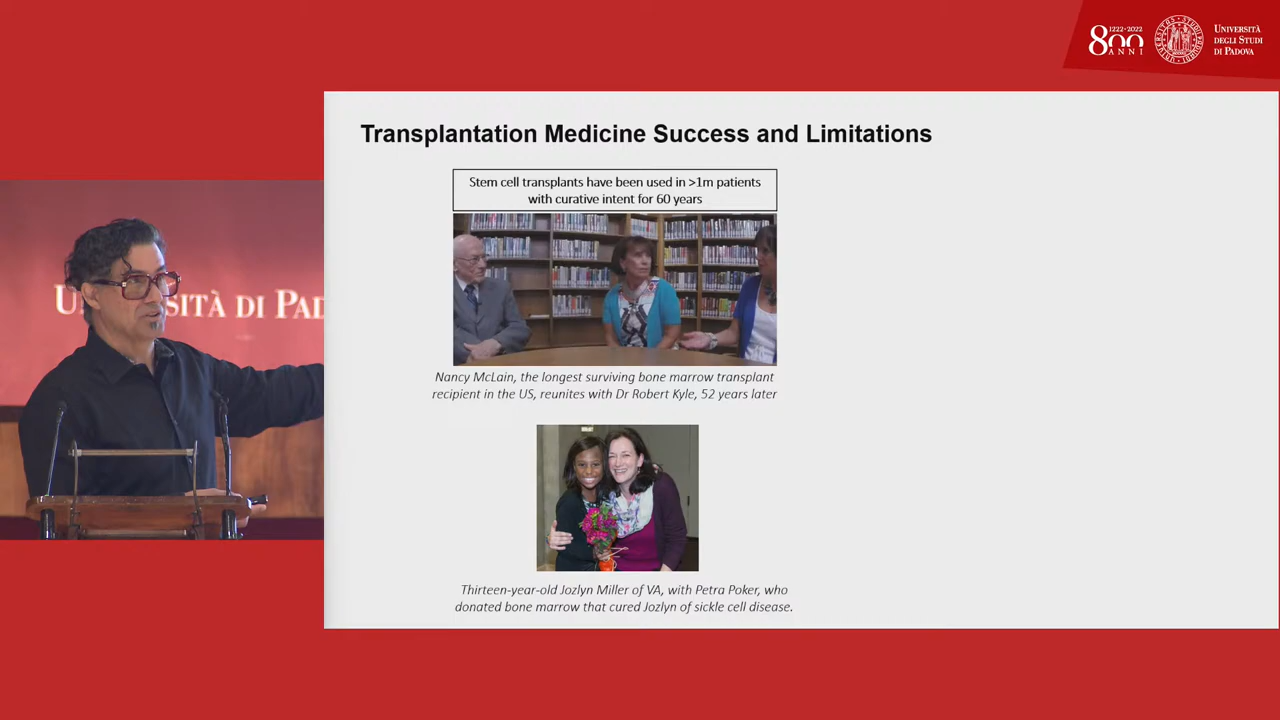 800
1222·2022
ANNI
UNIVERSITÀ
DEGLI STUDI
DI PADOVA
Transplantation Medicine Success and Limitations
Stem cell transplants have been used in >1m patients
with curative intent for 60 years
Nancy McLain, the longest surviving bone marrow transplant
recipient in the US, reunites with Dr Robert Kyle, 52 years later
Thirteen-year-old Jozlyn Miller of VA, with Petra Poker, who
donated bone marrow that cured Jozlyn of sickle cell disease.